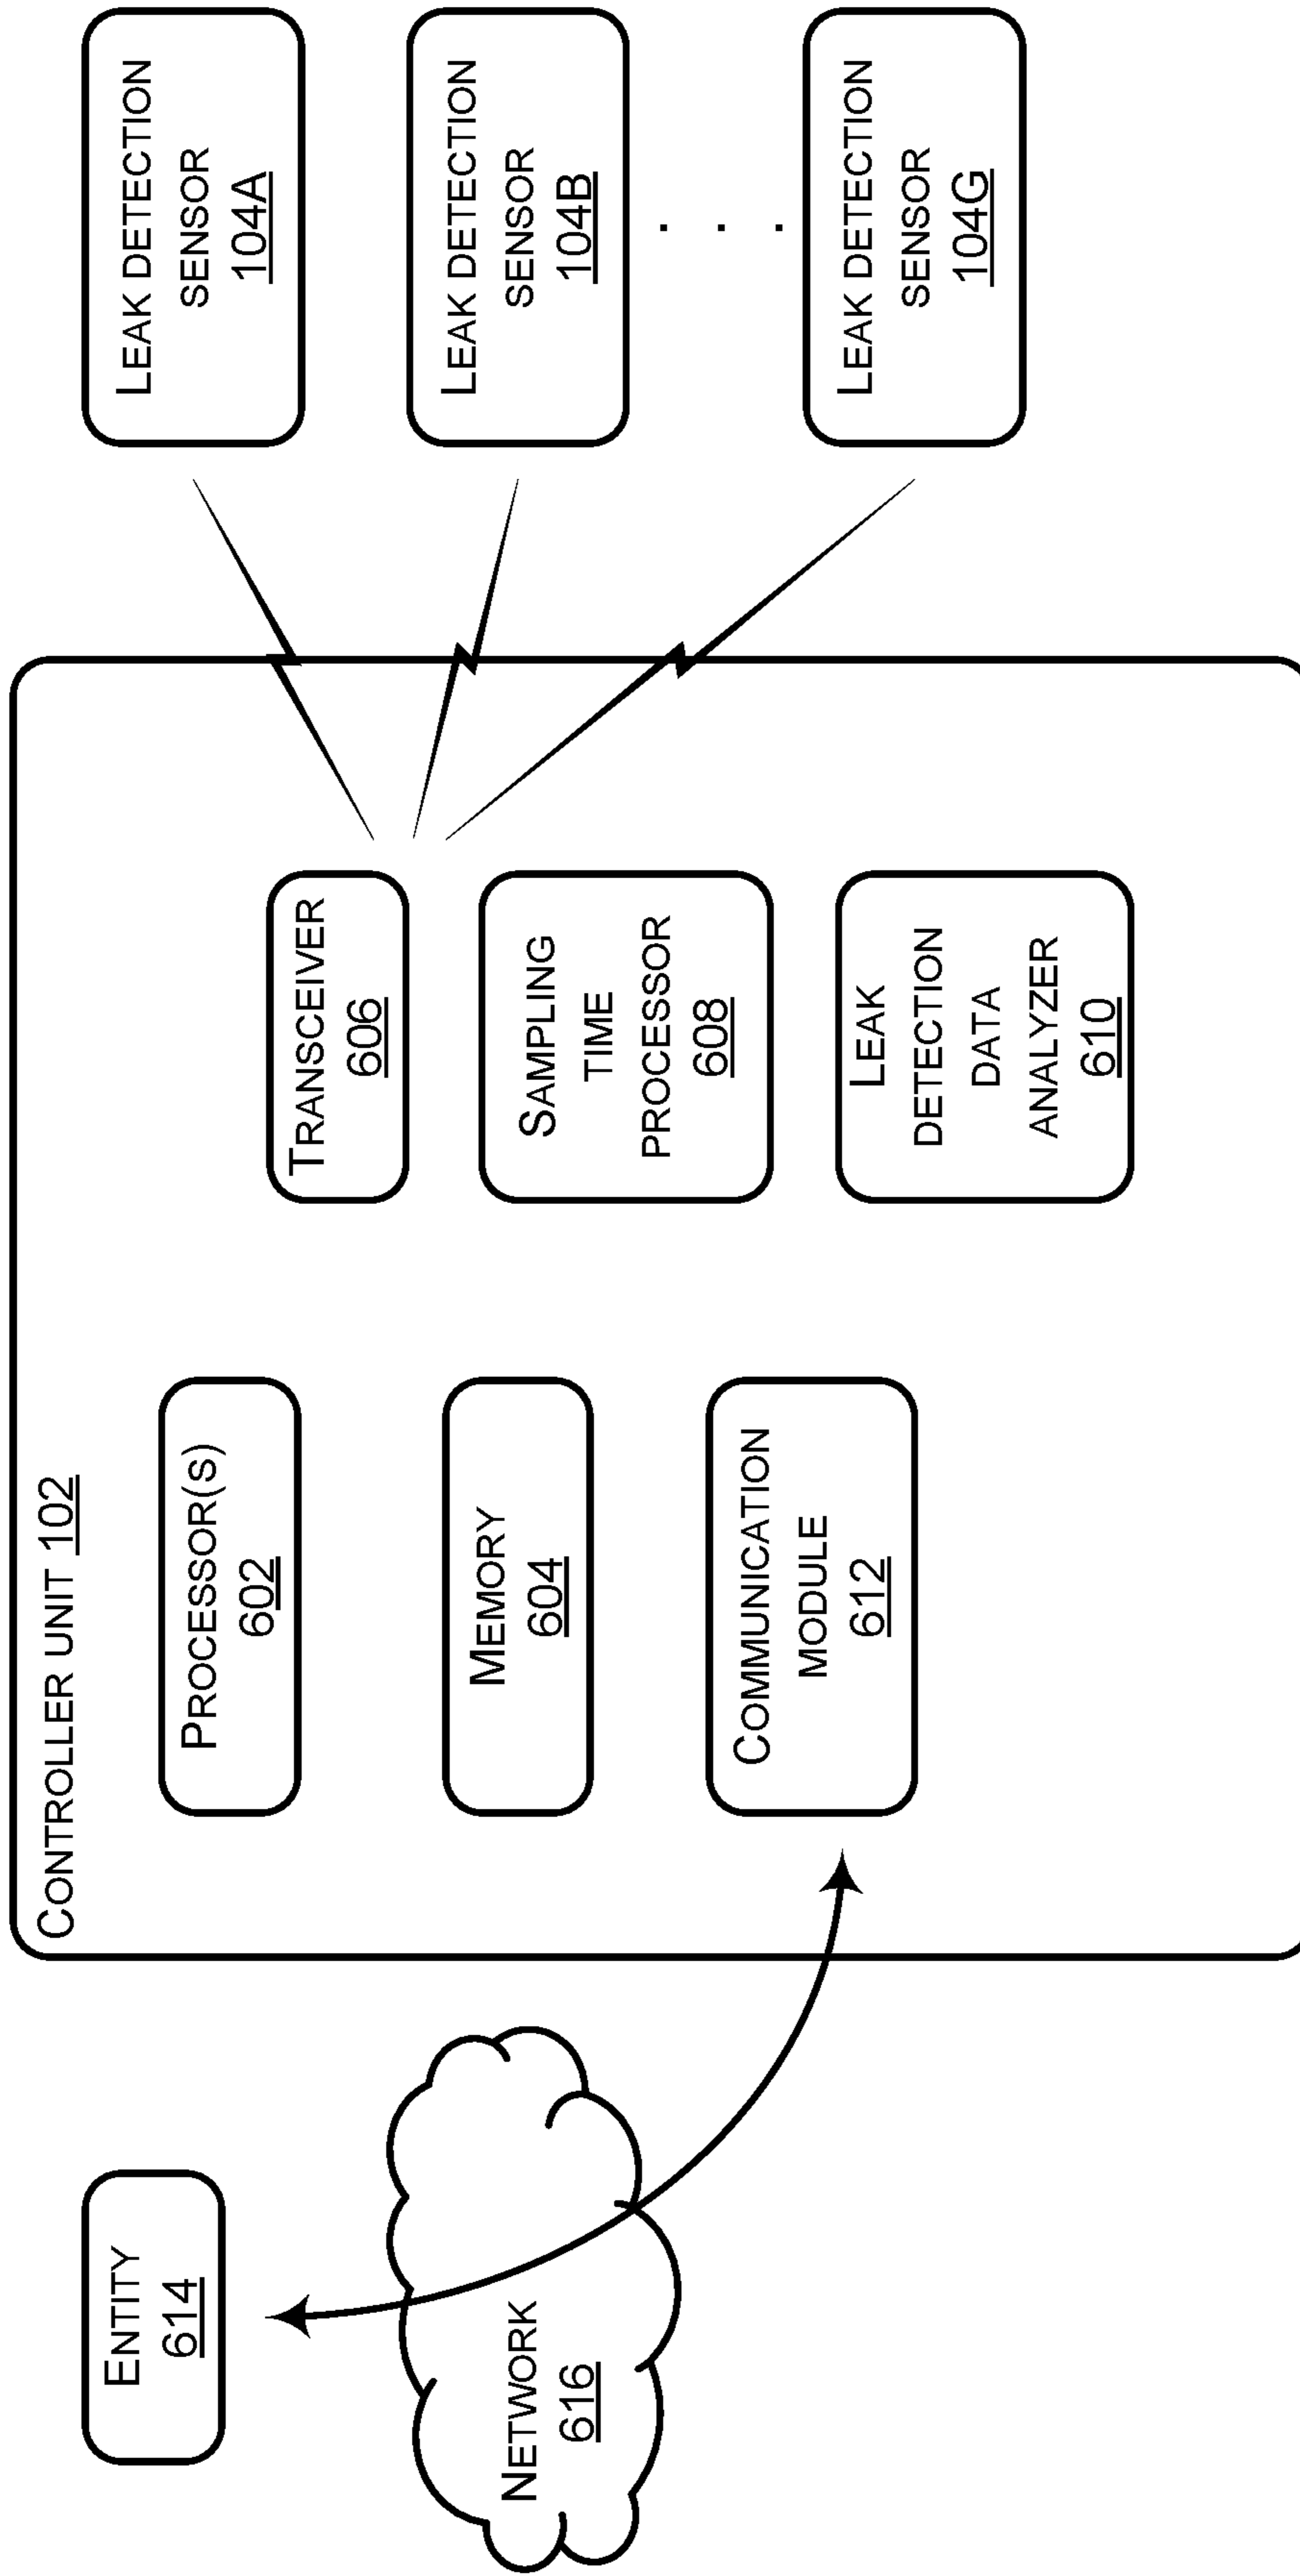 ENTITY
614
NETWORK
616
CONTROLLER UNIT 102
PROCESSOR(S)
602
MEMORY
604
COMMUNICATION
MODULE
612
TRANSCEIVER
606
SAMPLING
TIME
PROCESSOR
608
LEAK
DETECTION
DATA
ANALYZER
610
LEAK DETECTION
SENSOR
104A
LEAK DETECTION
SENSOR
104B
. . .
LEAK DETECTION
SENSOR
104G